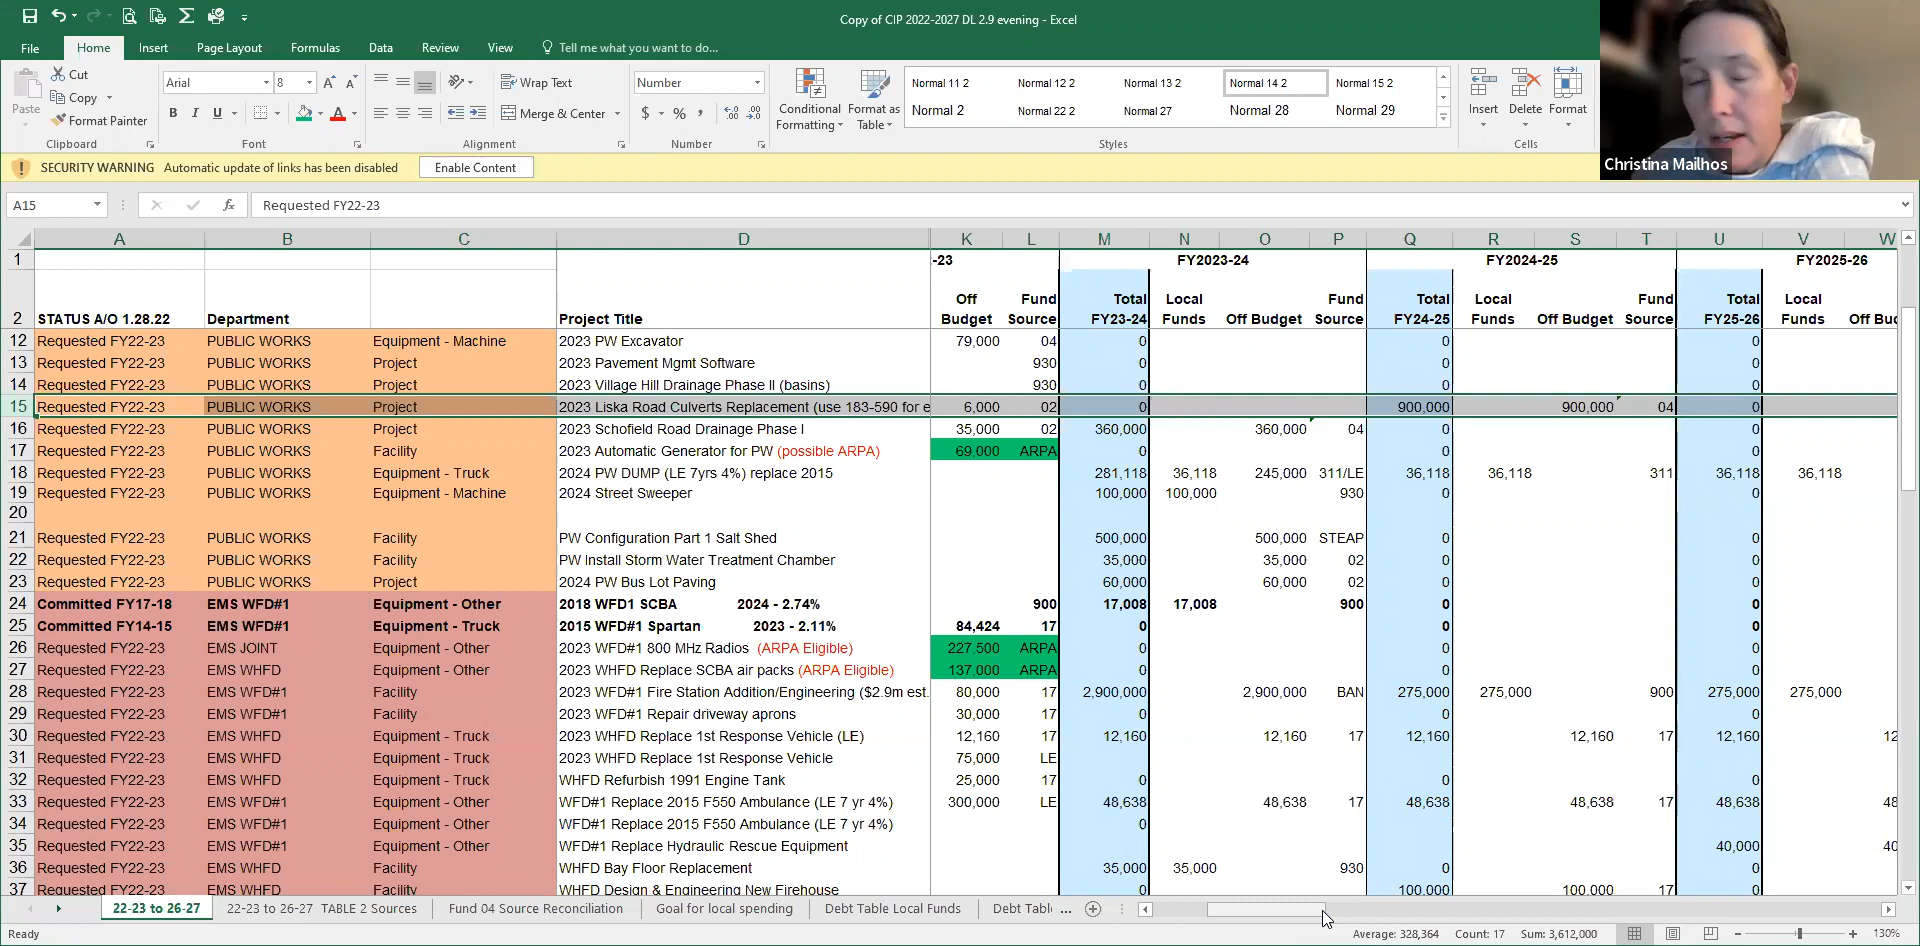 Copy of CIP 2022-2027 DL 2.9 evening - Excel
File Home Insert Page Layout Formulas Data Review View Tell me what you want to do...
Paste Cut Copy Format Painter Clipboard
Arial 8 Font
Wrap Text Merge & Center Alignment
Number Number
Conditional Formatting Format as Table
Normal 11 2 Normal 12 2 Normal 13 2 Normal 14 2 Normal 15 2
Normal 2 Normal 22 2 Normal 27 Normal 28 Normal 29
Styles
Insert Delete Format Cells
Christina Mailhos
SECURITY WARNING Automatic update of links has been disabled Enable Content
A15 fx Requested FY22-23
A B C D K L M N O P Q R S T U V W
1 -23 FY2023-24 FY2024-25 FY2025-26
Off Fund Total Local Fund Total Local Fund Total Local
2 STATUS A/O 1.28.22 Department Project Title Budget Source FY23-24 Funds Off Budget Source FY24-25 Funds Off Budget Source FY25-26 Funds Off Buc
12 Requested FY22-23 PUBLIC WORKS Equipment - Machine 2023 PW Excavator 79,000 04 0 0 0
13 Requested FY22-23 PUBLIC WORKS Project 2023 Pavement Mgmt Software 930 0 0 0
14 Requested FY22-23 PUBLIC WORKS Project 2023 Village Hill Drainage Phase II (basins) 930 0 0 0
15 Requested FY22-23 PUBLIC WORKS Project 2023 Liska Road Culverts Replacement (use 183-590 for e 6,000 02 0 900,000 900,000 04 0
16 Requested FY22-23 PUBLIC WORKS Project 2023 Schofield Road Drainage Phase I 35,000 02 360,000 360,000 04 0 0
17 Requested FY22-23 PUBLIC WORKS Facility 2023 Automatic Generator for PW (possible ARPA) 69,000 ARPA 0 0 0
18 Requested FY22-23 PUBLIC WORKS Equipment - Truck 2024 PW DUMP (LE 7yrs 4%) replace 2015 281,118 36,118 245,000 311/LE 36,118 36,118 311 36,118 36,118
19 Requested FY22-23 PUBLIC WORKS Equipment - Machine 2024 Street Sweeper 100,000 100,000 930 0 0
20
21 Requested FY22-23 PUBLIC WORKS Facility PW Configuration Part 1 Salt Shed 500,000 500,000 STEAP 0 0
22 Requested FY22-23 PUBLIC WORKS Facility PW Install Storm Water Treatment Chamber 35,000 35,000 02 0 0
23 Requested FY22-23 PUBLIC WORKS Project 2024 PW Bus Lot Paving 60,000 60,000 02 0 0
24 Committed FY17-18 EMS WFD#1 Equipment - Other 2018 WFD1 SCBA 2024 - 2.74% 900 17,008 17,008 900 0 0
25 Committed FY14-15 EMS WFD#1 Equipment - Truck 2015 WFD#1 Spartan 2023 - 2.11% 84,424 17 0 0 0
26 Requested FY22-23 EMS JOINT Equipment - Other 2023 WFD#1 800 MHz Radios (ARPA Eligible) 227,500 ARPA 0 0 0
27 Requested FY22-23 EMS WHFD Equipment - Other 2023 WHFD Replace SCBA air packs (ARPA Eligible) 137,000 ARPA 0 0 0
28 Requested FY22-23 EMS WFD#1 Facility 2023 WFD#1 Fire Station Addition/Engineering ($2.9m est. 80,000 17 2,900,000 2,900,000 BAN 275,000 275,000 900 275,000 275,000
29 Requested FY22-23 EMS WFD#1 Facility 2023 WFD#1 Repair driveway aprons 30,000 17 0 0 0
30 Requested FY22-23 EMS WHFD Equipment - Truck 2023 WHFD Replace 1st Response Vehicle (LE) 12,160 17 12,160 12,160 17 12,160 12,160 17 12,160 12
31 Requested FY22-23 EMS WHFD Equipment - Truck 2023 WHFD Replace 1st Response Vehicle 75,000 LE
32 Requested FY22-23 EMS WHFD Equipment - Truck WHFD Refurbish 1991 Engine Tank 25,000 17 0 0 0
33 Requested FY22-23 EMS WFD#1 Equipment - Other WFD#1 Replace 2015 F550 Ambulance (LE 7 yr 4%) 300,000 LE 48,638 48,638 17 48,638 48,638 17 48,638 48
34 Requested FY22-23 EMS WFD#1 Equipment - Other WFD#1 Replace 2015 F550 Ambulance (LE 7 yr 4%) 0
35 Requested FY22-23 EMS WFD#1 Equipment - Other WFD#1 Replace Hydraulic Rescue Equipment 40,000 40
36 Requested FY22-23 EMS WHFD Facility WHFD Bay Floor Replacement 35,000 35,000 930 0 0
37 Requested FY22-23 EMS WHFD Facility WHFD Design & Engineering New Firehouse 0 100,000 100,000 17 0
22-23 to 26-27 22-23 to 26-27 TABLE 2 Sources Fund 04 Source Reconciliation Goal for local spending Debt Table Local Funds Debt Tabl ...
Ready Average: 328,364 Count: 17 Sum: 3,612,000 130%